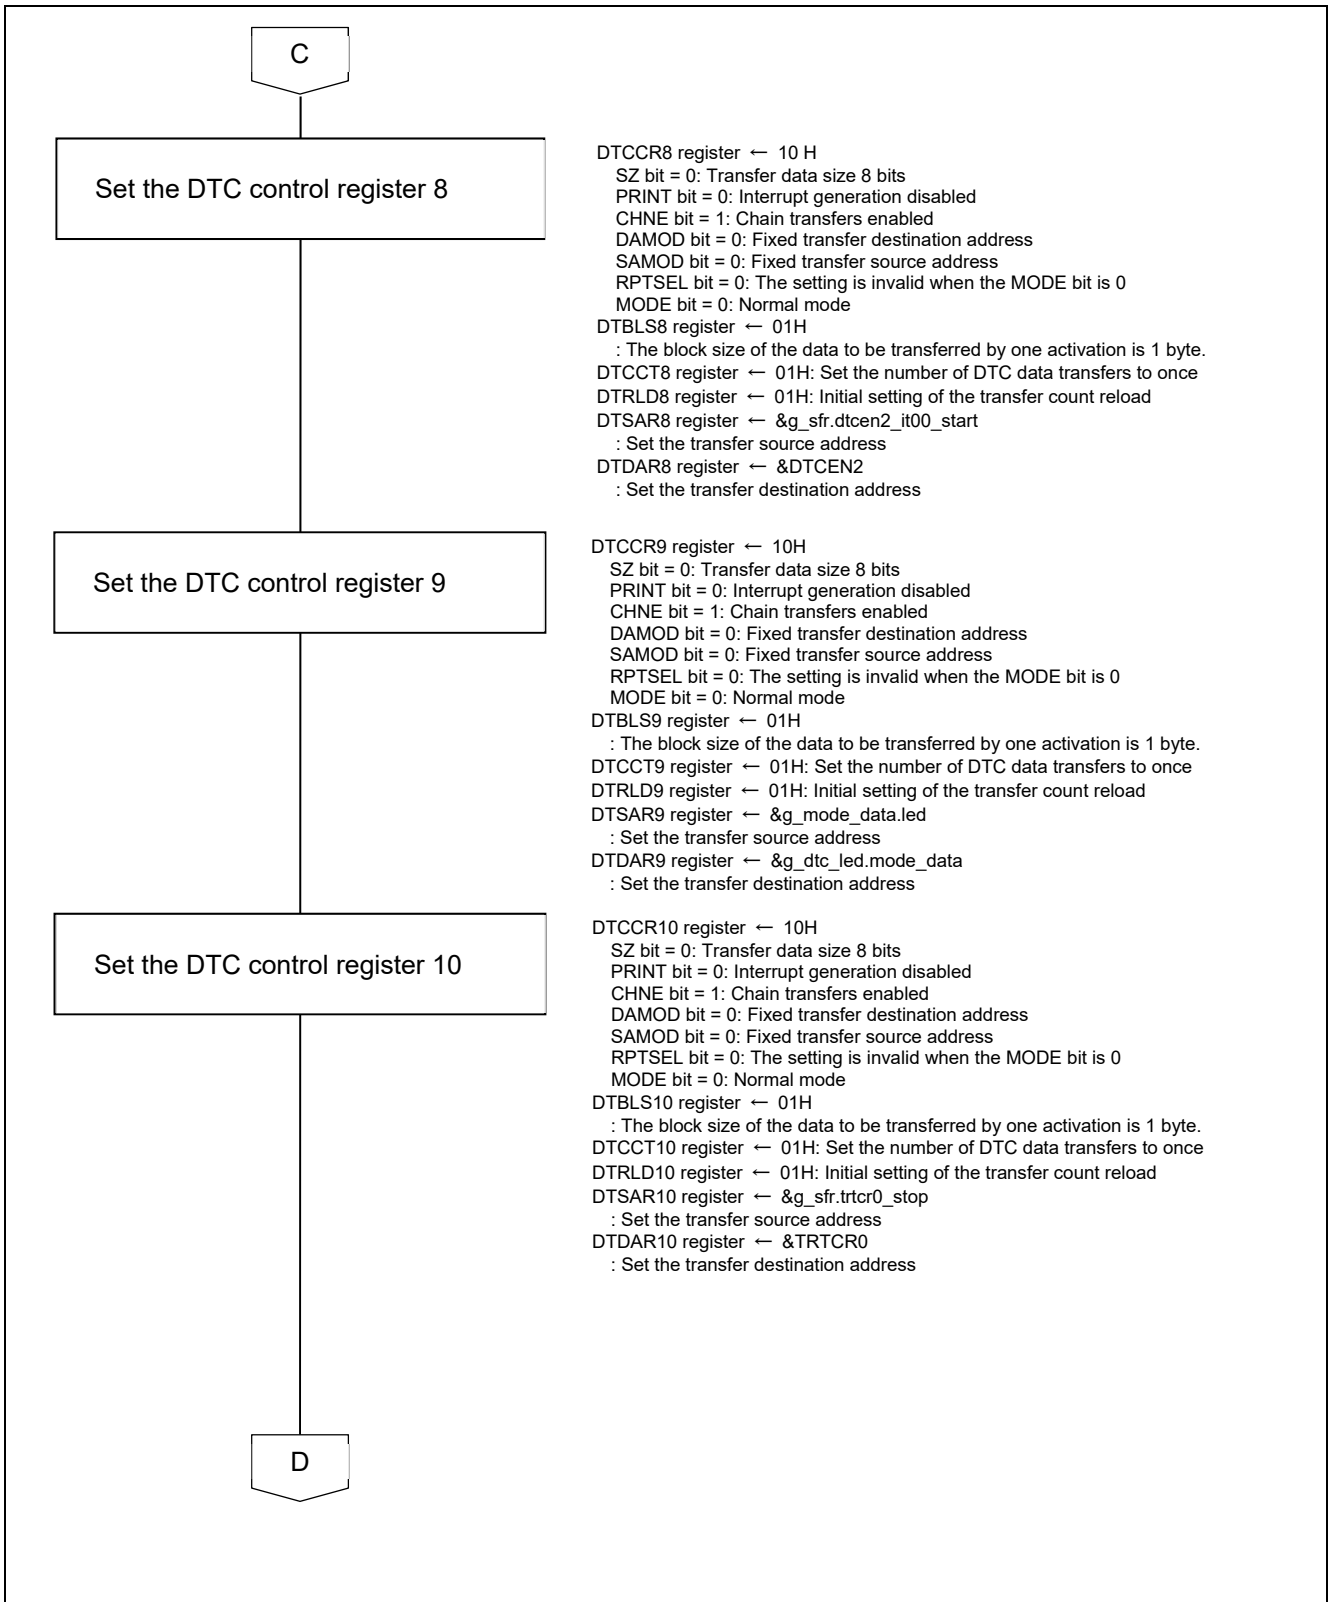 C
Set the DTC control register 8
DTCCR8 register ← 10 H
SZ bit = 0: Transfer data size 8 bits
PRINT bit = 0: Interrupt generation disabled
CHNE bit = 1: Chain transfers enabled
DAMOD bit = 0: Fixed transfer destination address
SAMOD bit = 0: Fixed transfer source address
RPTSEL bit = 0: The setting is invalid when the MODE bit is 0
MODE bit = 0: Normal mode
DTBLS8 register ← 01H
: The block size of the data to be transferred by one activation is 1 byte.
DTCCT8 register ← 01H: Set the number of DTC data transfers to once
DTRLD8 register ← 01H: Initial setting of the transfer count reload
DTSAR8 register ← &g_sfr.dtcen2_it00_start
: Set the transfer source address
DTDAR8 register ← &DTCEN2
: Set the transfer destination address
Set the DTC control register 9
DTCCR9 register ← 10H
SZ bit = 0: Transfer data size 8 bits
PRINT bit = 0: Interrupt generation disabled
CHNE bit = 1: Chain transfers enabled
DAMOD bit = 0: Fixed transfer destination address
SAMOD bit = 0: Fixed transfer source address
RPTSEL bit = 0: The setting is invalid when the MODE bit is 0
MODE bit = 0: Normal mode
DTBLS9 register ← 01H
: The block size of the data to be transferred by one activation is 1 byte.
DTCCT9 register ← 01H: Set the number of DTC data transfers to once
DTRLD9 register ← 01H: Initial setting of the transfer count reload
DTSAR9 register ← &g_mode_data.led
: Set the transfer source address
DTDAR9 register ← &g_dtc_led.mode_data
: Set the transfer destination address
Set the DTC control register 10
DTCCR10 register ← 10H
SZ bit = 0: Transfer data size 8 bits
PRINT bit = 0: Interrupt generation disabled
CHNE bit = 1: Chain transfers enabled
DAMOD bit = 0: Fixed transfer destination address
SAMOD bit = 0: Fixed transfer source address
RPTSEL bit = 0: The setting is invalid when the MODE bit is 0
MODE bit = 0: Normal mode
DTBLS10 register ← 01H
: The block size of the data to be transferred by one activation is 1 byte.
DTCCT10 register ← 01H: Set the number of DTC data transfers to once
DTRLD10 register ← 01H: Initial setting of the transfer count reload
DTSAR10 register ← &g_sfr.trtcr0_stop
: Set the transfer source address
DTDAR10 register ← &TRTCR0
: Set the transfer destination address
D